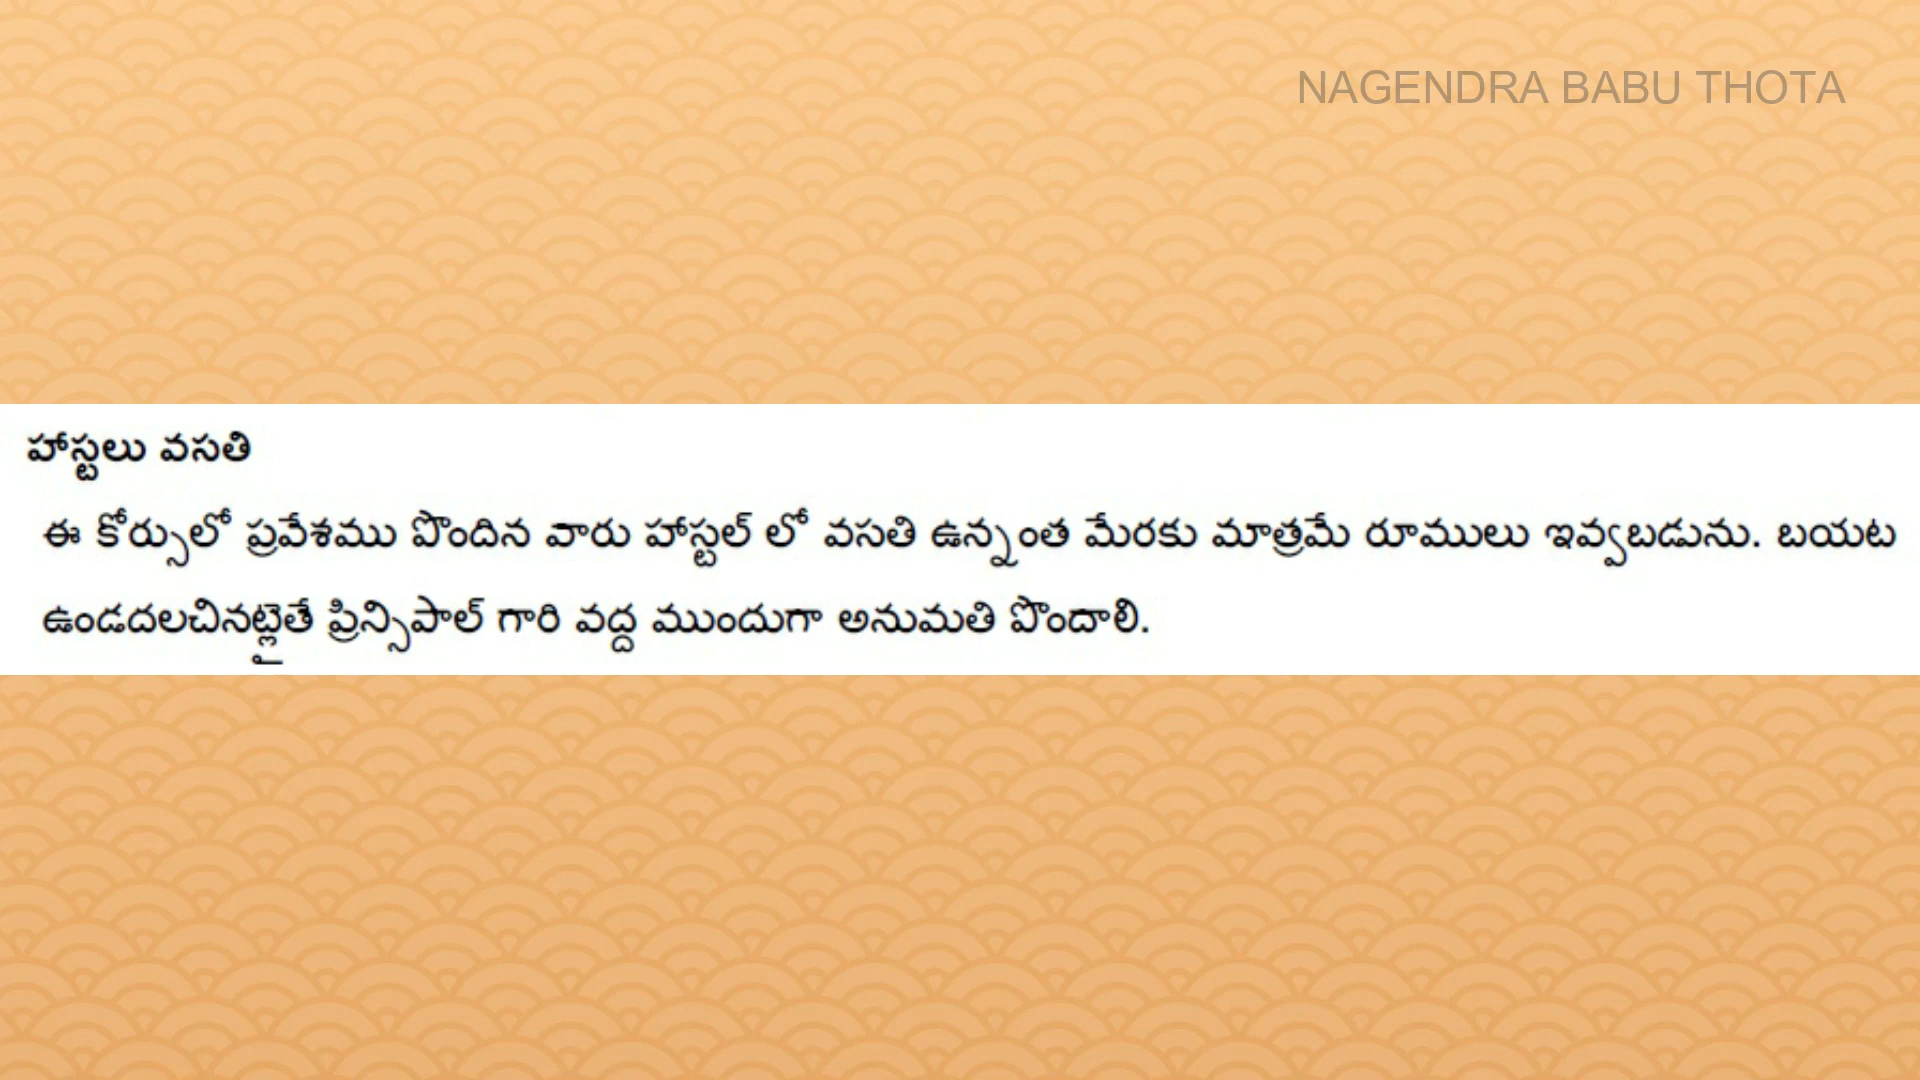 NAGENDRA BABU THOTA
హాస్టలు వసతి
ఈ కోర్సులో ప్రవేశము పొందిన వారు హాస్టల్ లో వసతి ఉన్నంత మేరకు మాత్రమే రూములు ఇవ్వబడును. బయట
ఉండదలచినట్లైతే ప్రిన్సిపాల్ గారి వద్ద ముందుగా అనుమతి పొందాలి.